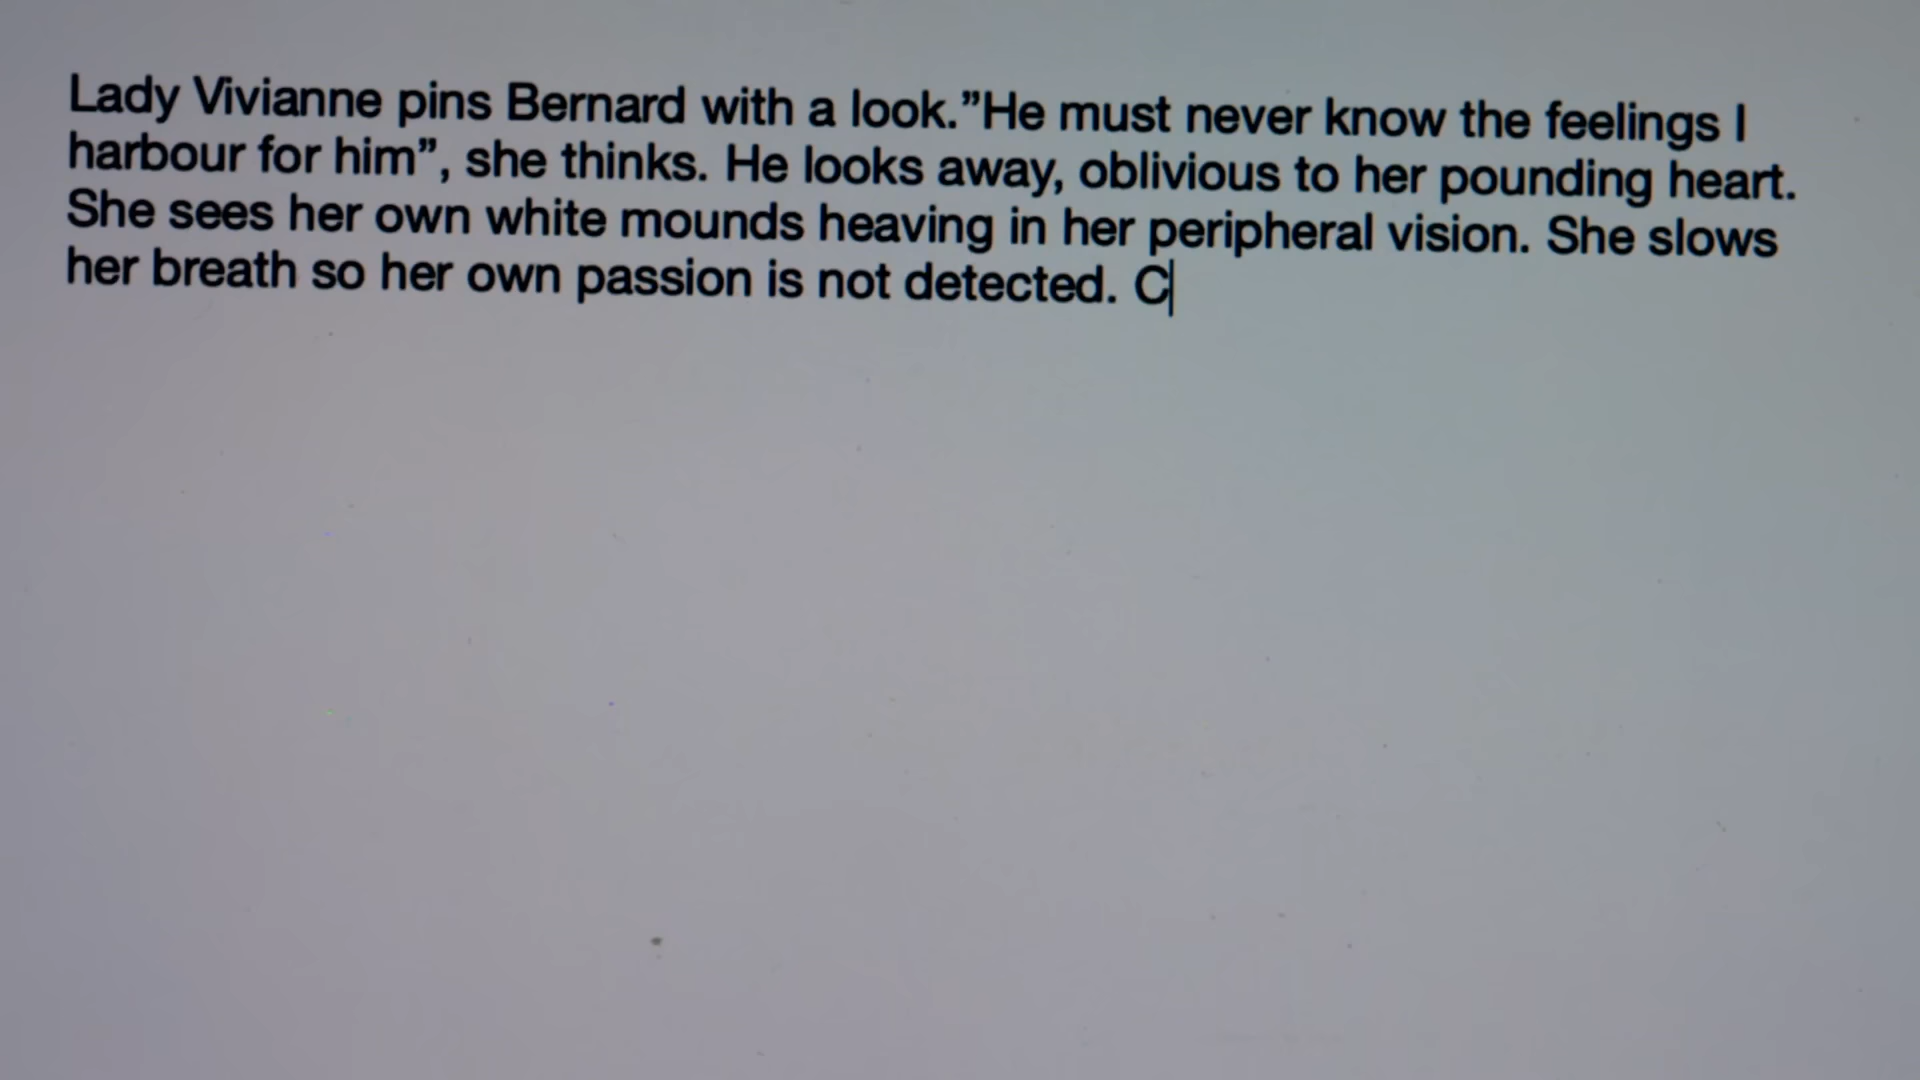 Lady Vivianne pins Bernard with a look.”He must never know the feelings I
harbour for him”, she thinks. He looks away, oblivious to her pounding heart.
She sees her own white mounds heaving in her peripheral vision. She slows
her breath so her own passion is not detected. C